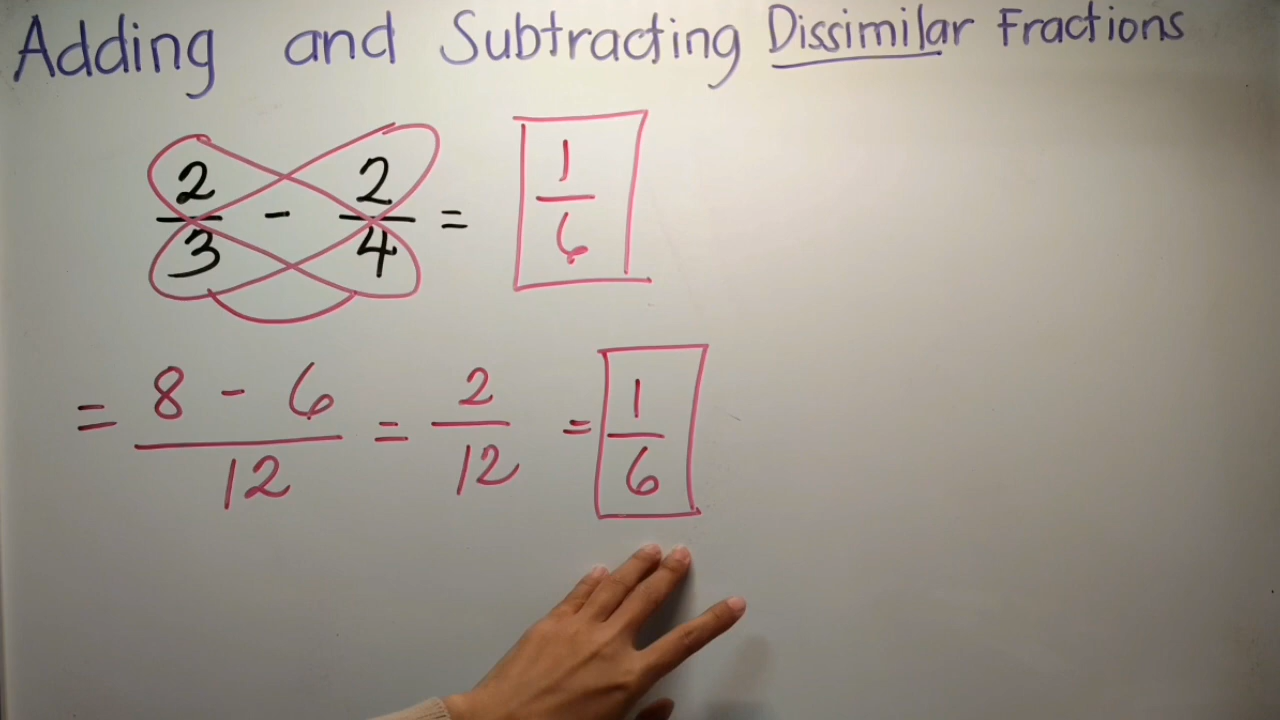 Adding and Subtracting Dissimilar Fractions
2/3 - 2/4 = 1/6
= 8 - 6/12 = 2/12 = 1/6